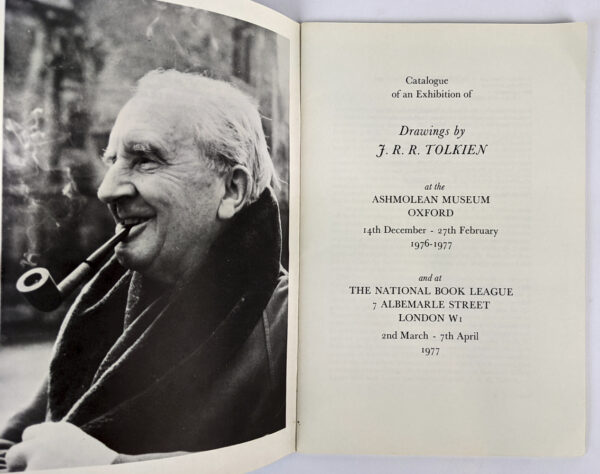 Catalogue
of an Exhibition of
Drawings by
J. R. R. TOLKIEN
at the
ASHMOLEAN MUSEUM
OXFORD
14th December - 27th February
1976-1977
and at
THE NATIONAL BOOK LEAGUE
7 ALBEMARLE STREET
LONDON W1
2nd March - 7th April
1977